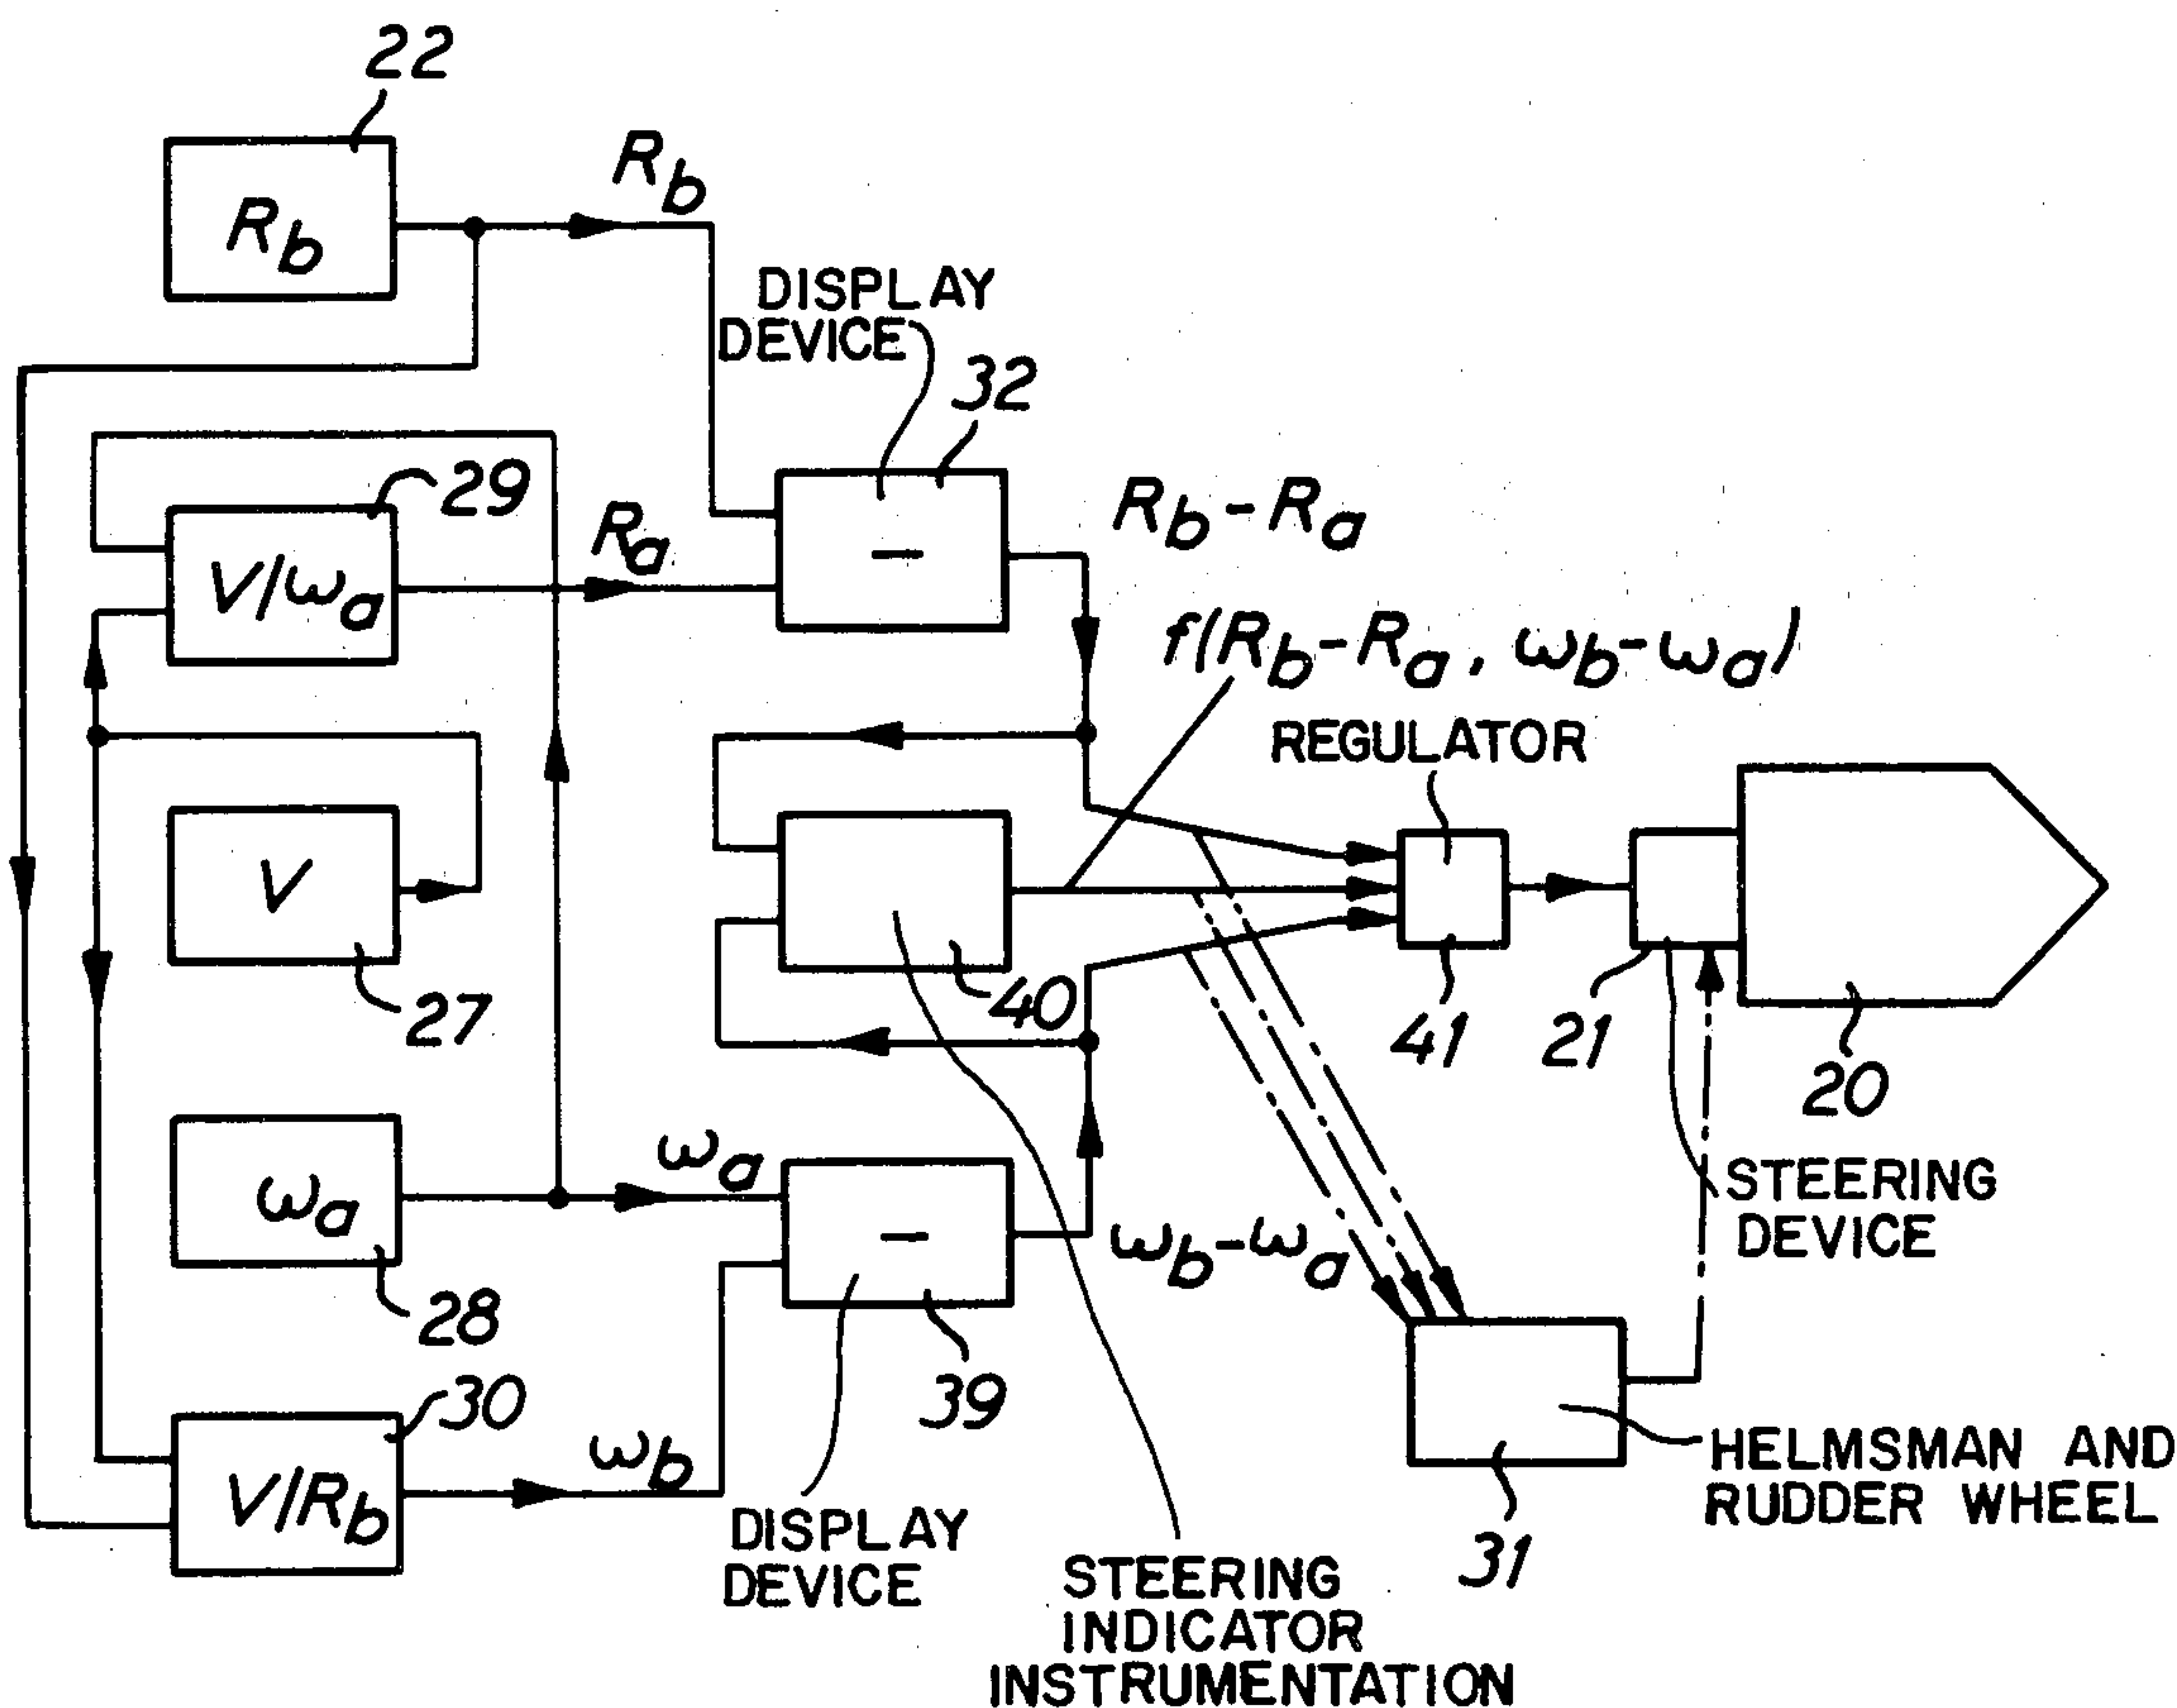 22
Rb
Rb
DISPLAY
DEVICE
32
29
V/ωa
Ra
−
Rb−Ra
f(Rb−Ra, ωb−ωa)
REGULATOR
V
27
40
41
21
20
ωa
28
ωa
−
ωb−ωa
39
STEERING
DEVICE
30
V/Rb
ωb
DISPLAY
DEVICE
HELMSMAN AND
RUDDER WHEEL
31
STEERING
INDICATOR
INSTRUMENTATION